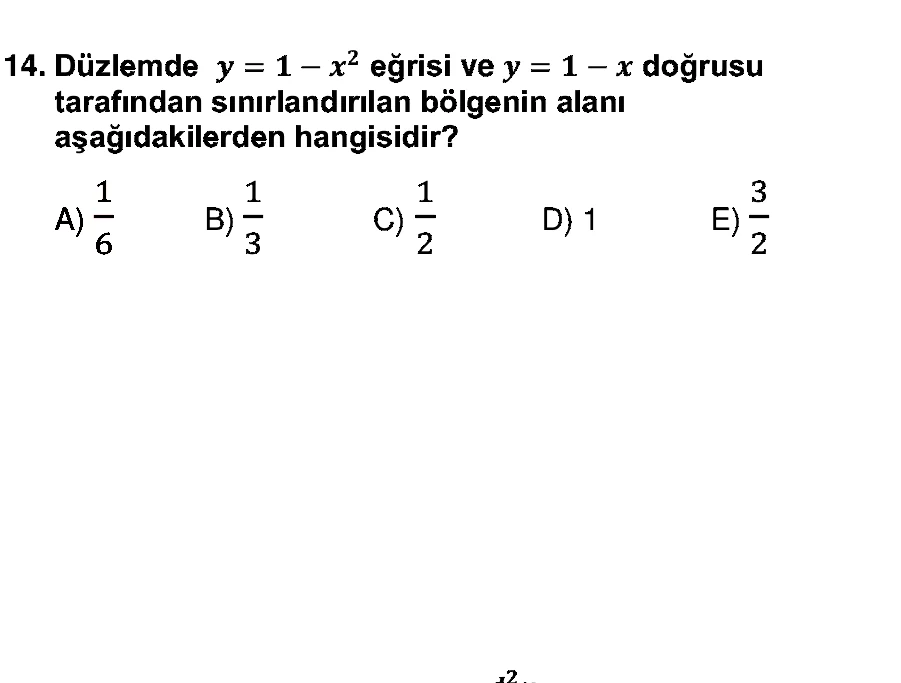 14. Düzlemde y = 1 − x² eğrisi ve y = 1 − x doğrusu
tarafından sınırlandırılan bölgenin alanı
aşağıdakilerden hangisidir?
A) 1/6 B) 1/3 C) 1/2 D) 1 E) 3/2